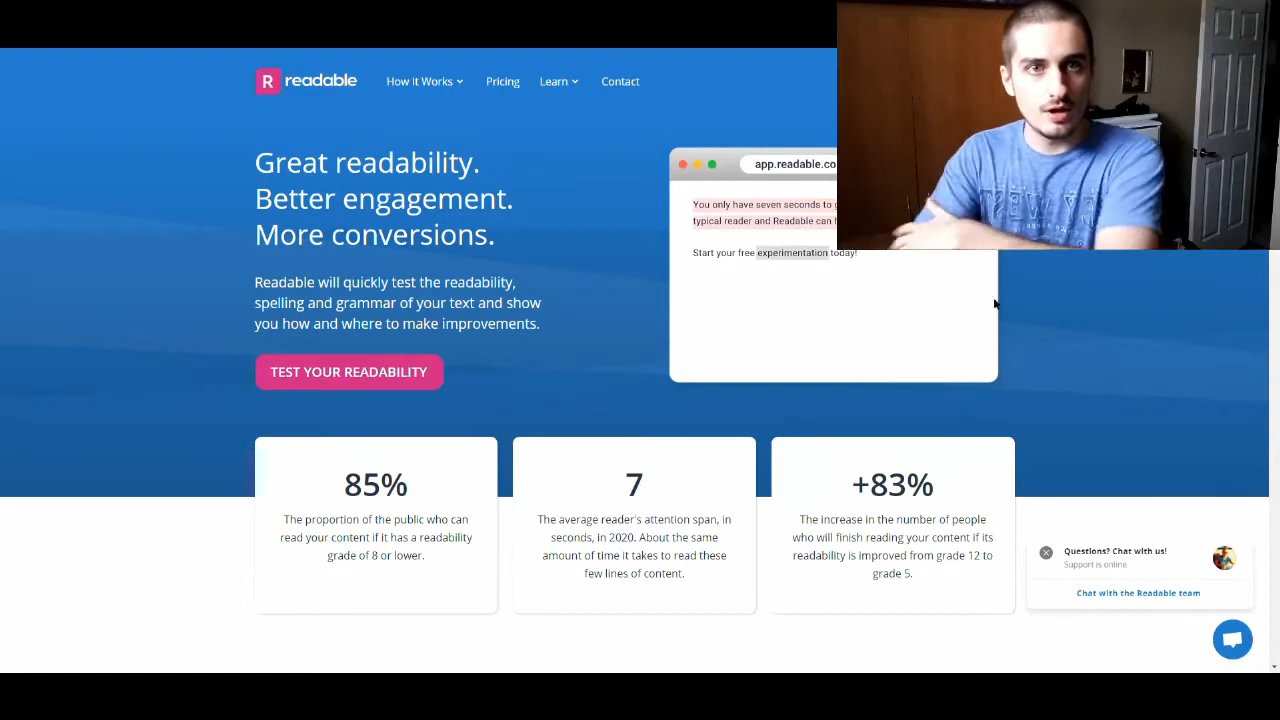 R readable
How It Works
Pricing
Learn
Contact
Great readability.
Better engagement.
More conversions.
Readable will quickly test the readability,
spelling and grammar of your text and show
you how and where to make improvements.
TEST YOUR READABILITY
app.readable.co
You only have seven seconds to
typical reader and Readable can
Start your free experimentation today!
85%
The proportion of the public who can
read your content if it has a readability
grade of 8 or lower.
7
The average reader's attention span, in
seconds, in 2020. About the same
amount of time it takes to read these
few lines of content.
+83%
The increase in the number of people
who will finish reading your content if its
readability is improved from grade 12 to
grade 5.
Questions? Chat with us!
Support is online.
Chat with the Readable team